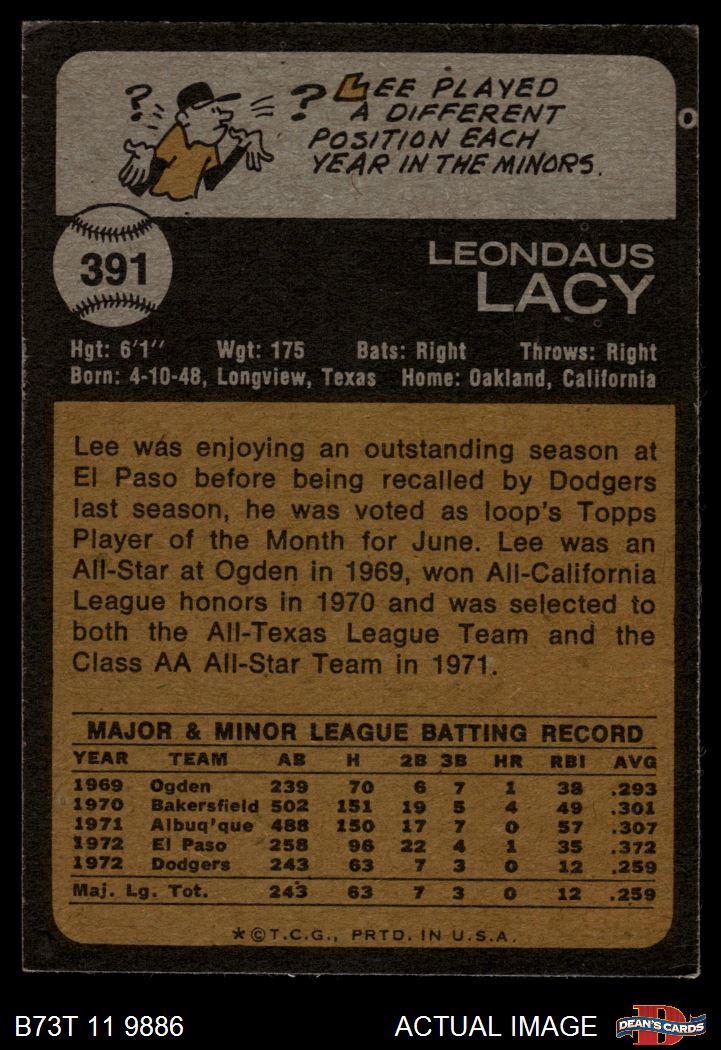 ? ? LEE PLAYED
A DIFFERENT
POSITION EACH
YEAR IN THE MINORS.
391
LEONDAUS
LACY
Hgt: 6'1" Wgt: 175 Bats: Right Throws: Right
Born: 4-10-48, Longview, Texas Home: Oakland, California
Lee was enjoying an outstanding season at
El Paso before being recalled by Dodgers
last season, he was voted as loop's Topps
Player of the Month for June. Lee was an
All-Star at Ogden in 1969, won All-California
League honors in 1970 and was selected to
both the All-Texas League Team and the
Class AA All-Star Team in 1971.
MAJOR & MINOR LEAGUE BATTING RECORD
YEAR TEAM AB H 2B 3B HR RBI AVG
1969 Ogden 239 70 6 7 1 38 .293
1970 Bakersfield 502 151 19 5 4 49 .301
1971 Albuq'que 488 150 17 7 0 57 .307
1972 El Paso 258 96 22 4 1 35 .372
1972 Dodgers 243 63 7 3 0 12 .259
Maj. Lg. Tot. 243 63 7 3 0 12 .259
*©T.C.G., PRTD. IN U.S.A.
B73T 11 9886 ACTUAL IMAGE D DEAN'S CARDS